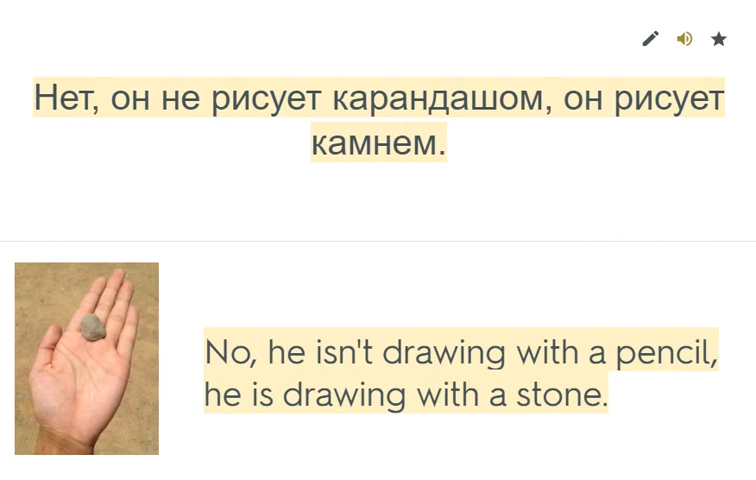 Нет, он не рисует карандашом, он рисует
камнем.
No, he isn't drawing with a pencil,
he is drawing with a stone.